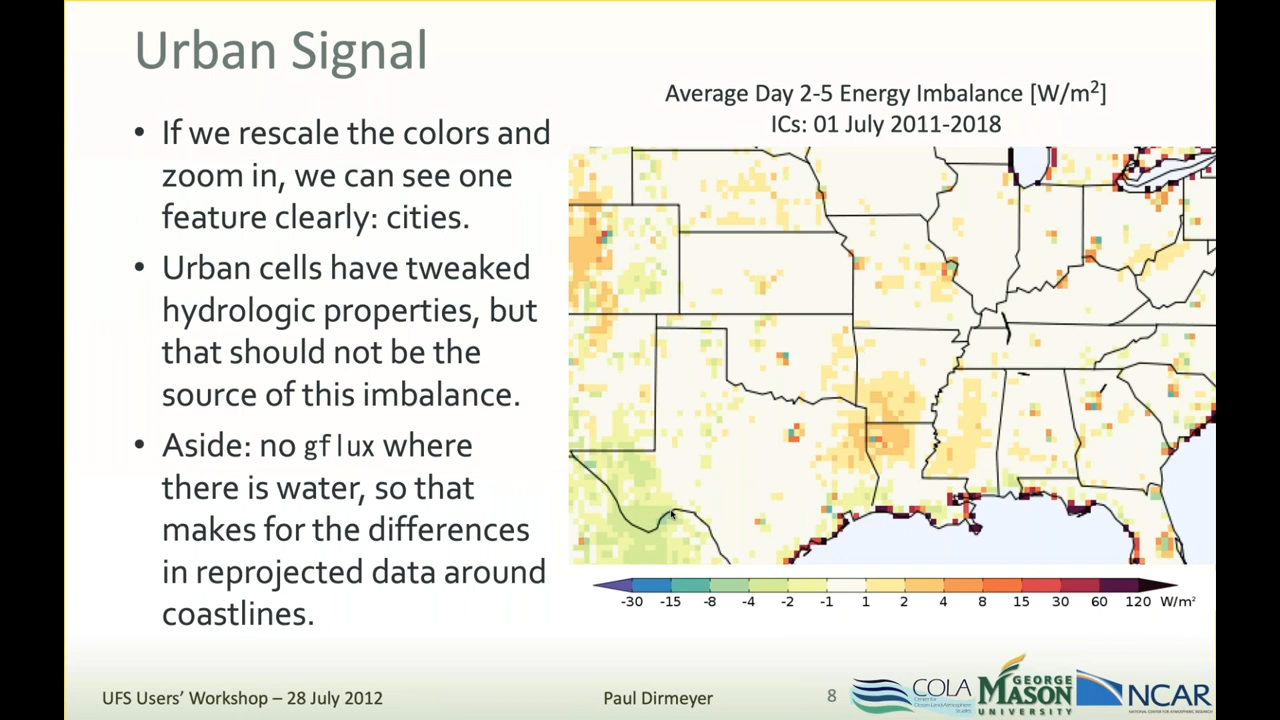 Urban Signal
Average Day 2-5 Energy Imbalance [W/m²]
ICs: 01 July 2011-2018
• If we rescale the colors and
zoom in, we can see one
feature clearly: cities.
• Urban cells have tweaked
hydrologic properties, but
that should not be the
source of this imbalance.
• Aside: no gflux where
there is water, so that
makes for the differences
in reprojected data around
coastlines.
-30 -15 -8 -4 -2 -1 1 2 4 8 15 30 60 120 W/m²
UFS Users’ Workshop – 28 July 2012
Paul Dirmeyer
8
COLA
GEORGE
MASON
UNIVERSITY
NCAR